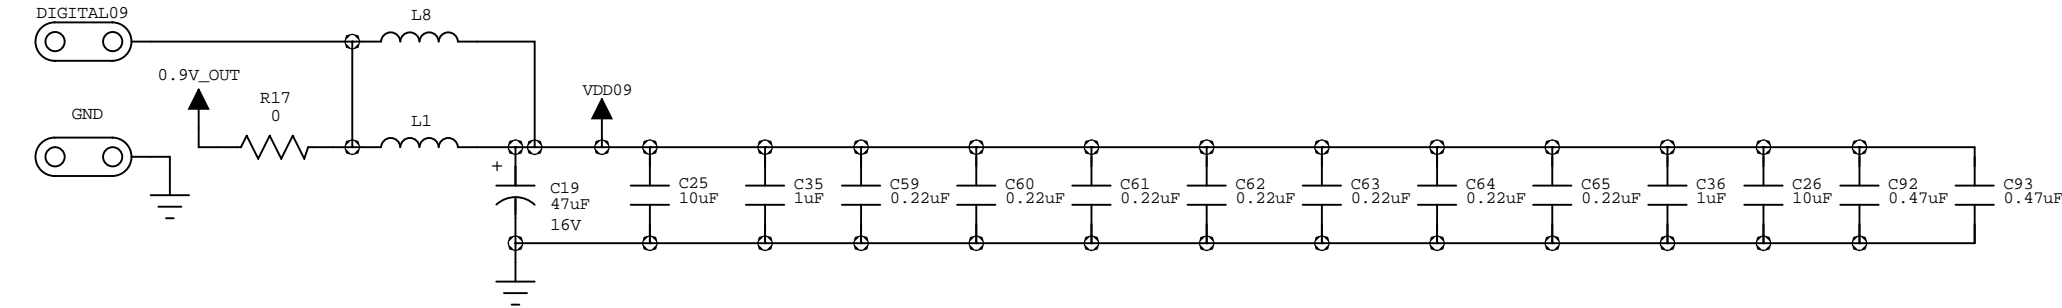 DIGITAL09
L8
0.9V_OUT
R17
0
VDD09
GND
L1
+
C19
47uF
16V
C25
10uF
C35
1uF
C59
0.22uF
C60
0.22uF
C61
0.22uF
C62
0.22uF
C63
0.22uF
C64
0.22uF
C65
0.22uF
C36
1uF
C26
10uF
C92
0.47uF
C93
0.47uF